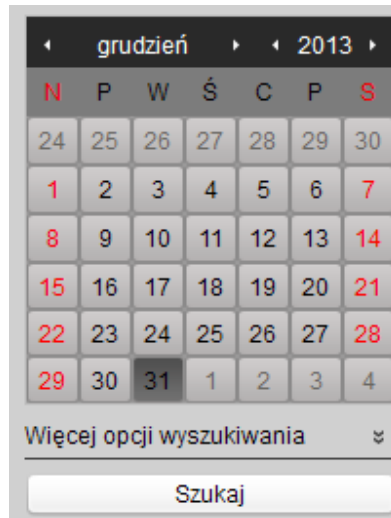 grudzień 2013
N P W Ś C P S
24 25 26 27 28 29 30
1 2 3 4 5 6 7
8 9 10 11 12 13 14
15 16 17 18 19 20 21
22 23 24 25 26 27 28
29 30 31 1 2 3 4
Więcej opcji wyszukiwania
Szukaj